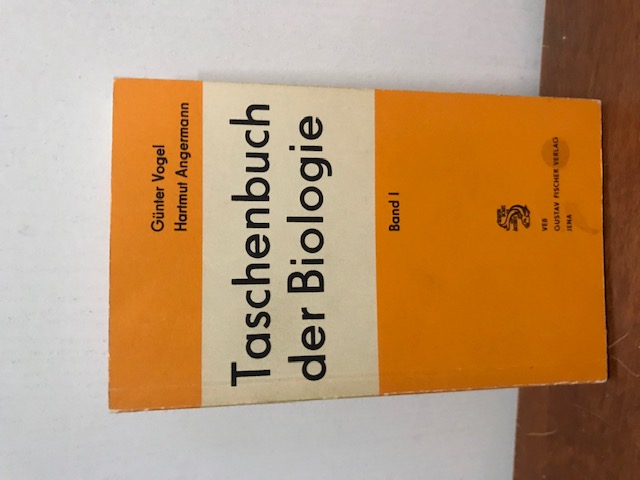 Günter Vogel
Hartmut Angermann
Taschenbuch
der Biologie
Band I
VEB
GUSTAV FISCHER VERLAG
JENA